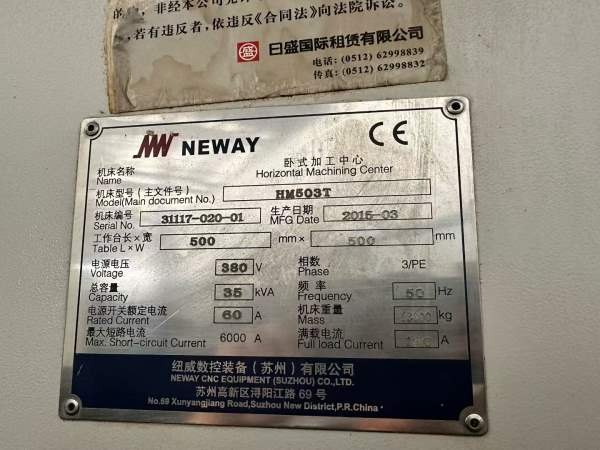 的, 非经本公司
若有违反者，依违反《合同法》向法院诉讼。
盛 日盛国际租赁有限公司
电话：(0512) 62998839
传真：(0512) 62998832
NEWAY CE
机床名称 卧式加工中心
Name Horizontal Machining Center
机床型号 (主文件号) HM503T
Model(Main document No.)
机床编号 31117-020-01 生产日期 2015-03
Serial No. MFG Date
工作台长×宽 500 mm× 500 mm
Table L×W
电源电压 380 V 相数 3/PE
Voltage Phase
总容量 35 kVA 频率 50 Hz
Capacity Frequency
电源开关额定电流 60 A 机床重量 kg
Rated Current Mass
最大短路电流 6000 A 满载电流 A
Max. Short-circuit Current Full load Current
纽威数控装备（苏州）有限公司
NEWAY CNC EQUIPMENT (SUZHOU) CO.,LTD.
苏州高新区浔阳江路 69 号
No.69 Xunyangjiang Road,Suzhou New District,P.R.China